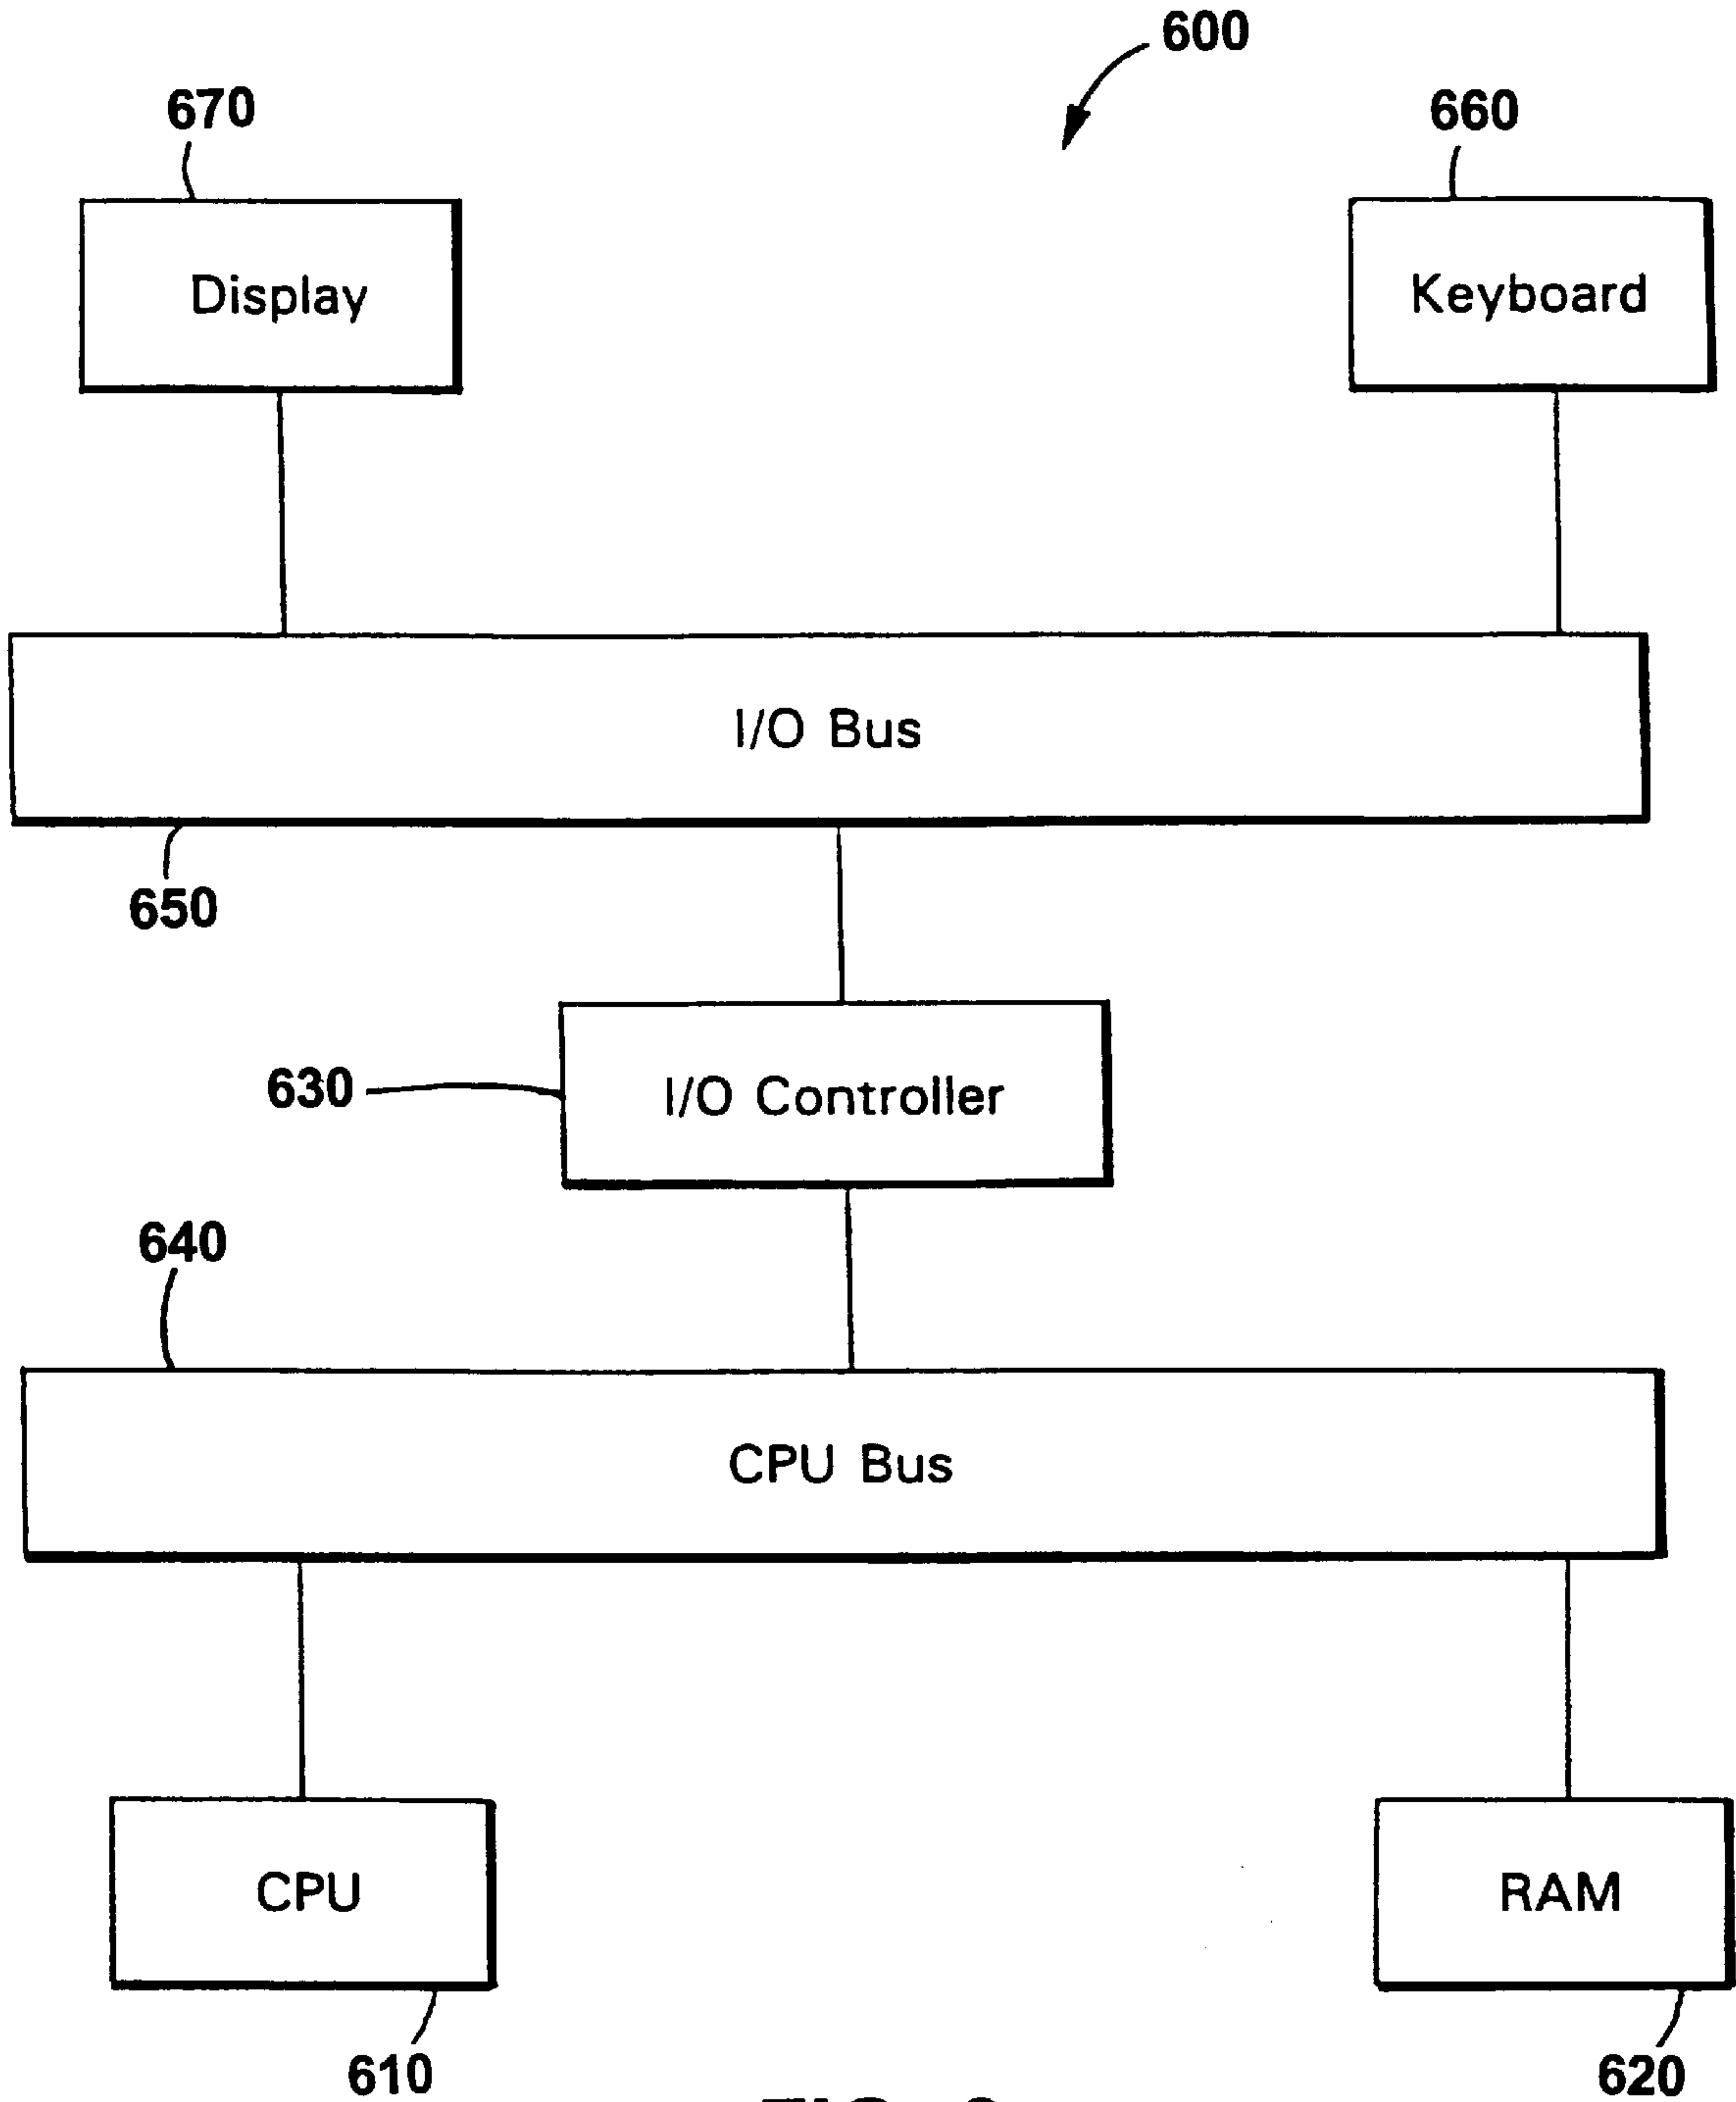 600
670
660
Display
Keyboard
I/O Bus
650
630
I/O Controller
640
CPU Bus
CPU
RAM
610
620